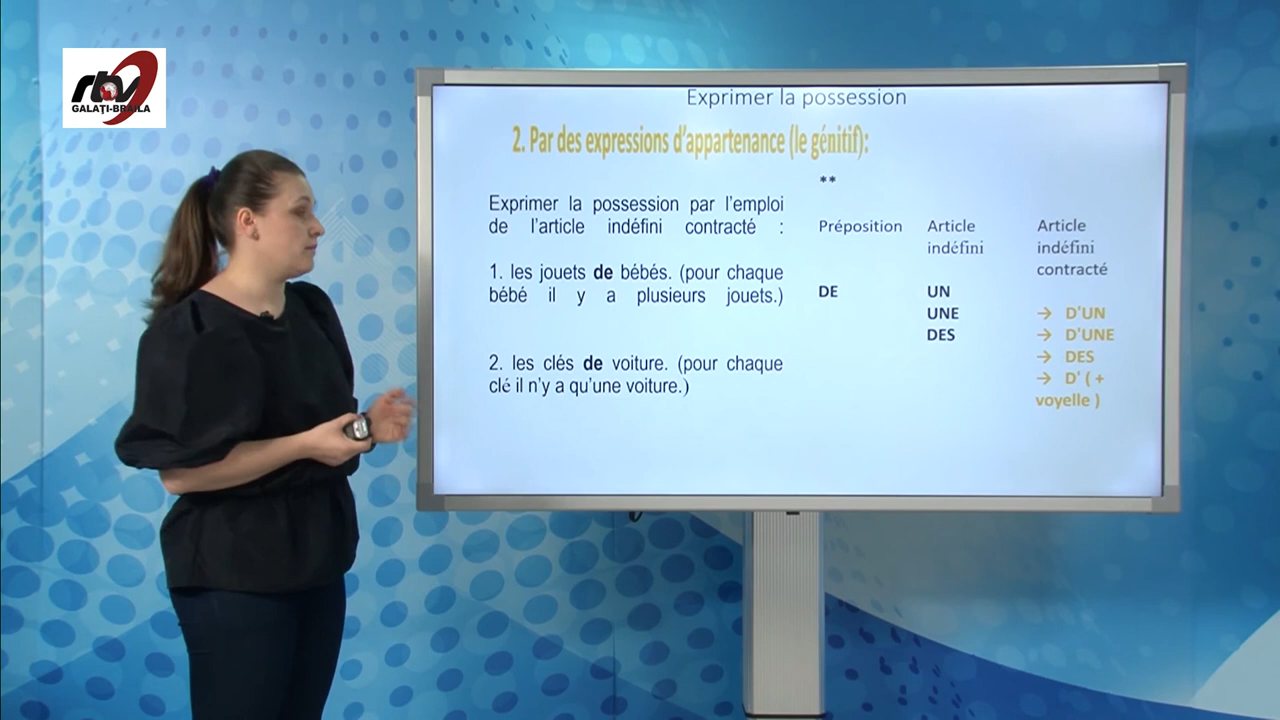 rtv
GALAȚI-BRĂILA
Exprimer la possession
2. Par des expressions d’appartenance (le génitif):
Exprimer la possession par l’emploi
de l’article indéfini contracté :
1. les jouets de bébés. (pour chaque
bébé il y a plusieurs jouets.)
2. les clés de voiture. (pour chaque
clé il n’y a qu’une voiture.)
**
Préposition
Article
indéfini
Article
indéfini
contracté
DE
UN
UNE
DES
→ D'UN
→ D'UNE
→ DES
→ D' ( +
voyelle )